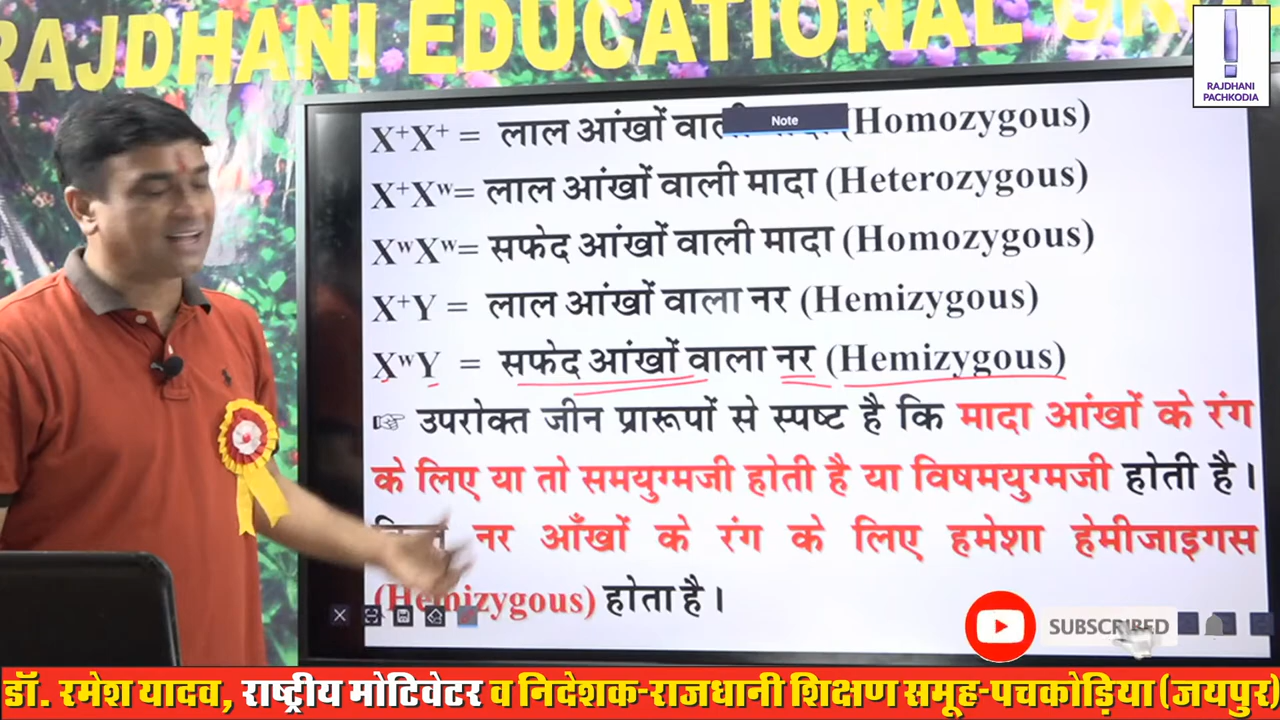 RAJDHANI EDUCATIONAL
RAJDHANI
PACHKODIA
Note
X⁺X⁺ = लाल आंखों (Homozygous)
X⁺Xʷ= लाल आंखों वाली मादा (Heterozygous)
XʷXʷ= सफेद आंखों वाली मादा (Homozygous)
X⁺Y = लाल आंखों वाला नर (Hemizygous)
XʷY = सफेद आंखों वाला नर (Hemizygous)
☞ उपरोक्त जीन प्रारूपों से स्पष्ट है कि मादा आंखों के रंग
के लिए या तो समयुग्मजी होती है या विषमयुग्मजी होती है।
नर आँखों के रंग के लिए हमेशा हेमीजाइगस
(Hemizygous) होता है।
SUBSCRIBED
डॉ. रमेश यादव, राष्ट्रीय मोटिवेटर व निदेशक-राजधानी शिक्षण समूह-पचकोड़िया (जयपुर)